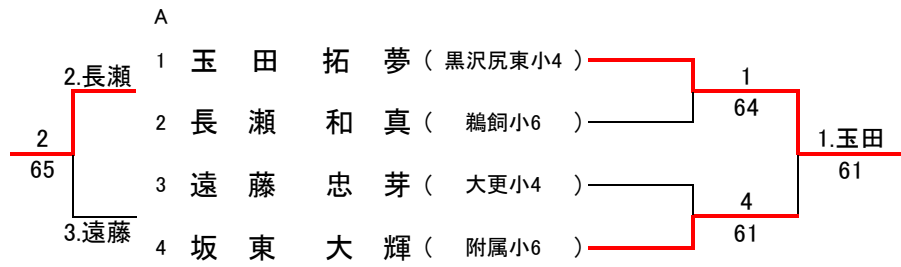 A
1 玉田 拓夢 ( 黒沢尻東小4 )
2.長瀬
1
64
2 長瀬 和真 ( 鵜飼小6 )
2
65
1.玉田
61
3 遠藤 忠芽 ( 大更小4 )
4
61
3.遠藤
4 坂東 大輝 ( 附属小6 )